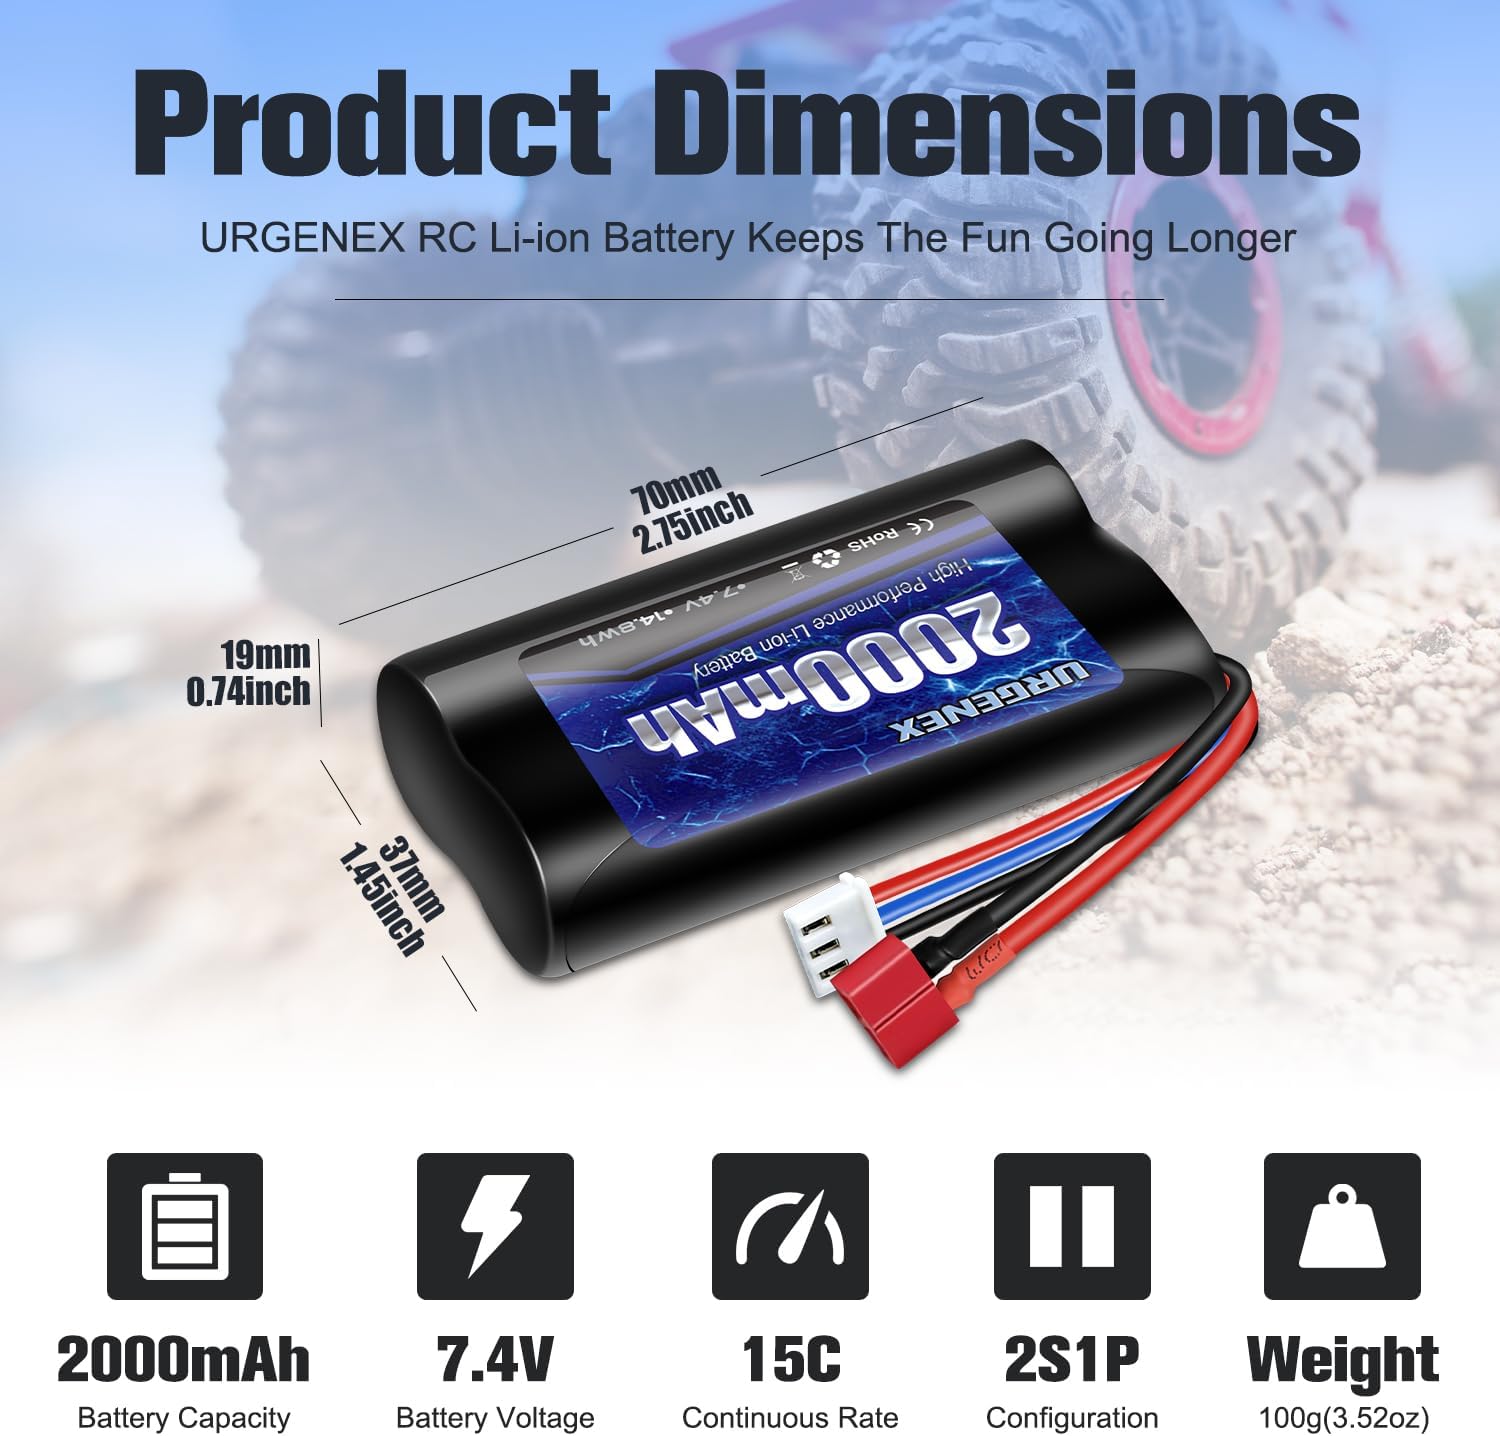 Product Dimensions
URGENEX RC Li-ion Battery Keeps The Fun Going Longer
70mm
2.75inch
19mm
0.74inch
37mm
1.45inch
URGENEX
2000mAh
High Performance Li-ion Battery
•7.4V •14.8Wh
RoHS CE
2000mAh
Battery Capacity
7.4V
Battery Voltage
15C
Continuous Rate
2S1P
Configuration
Weight
100g(3.52oz)